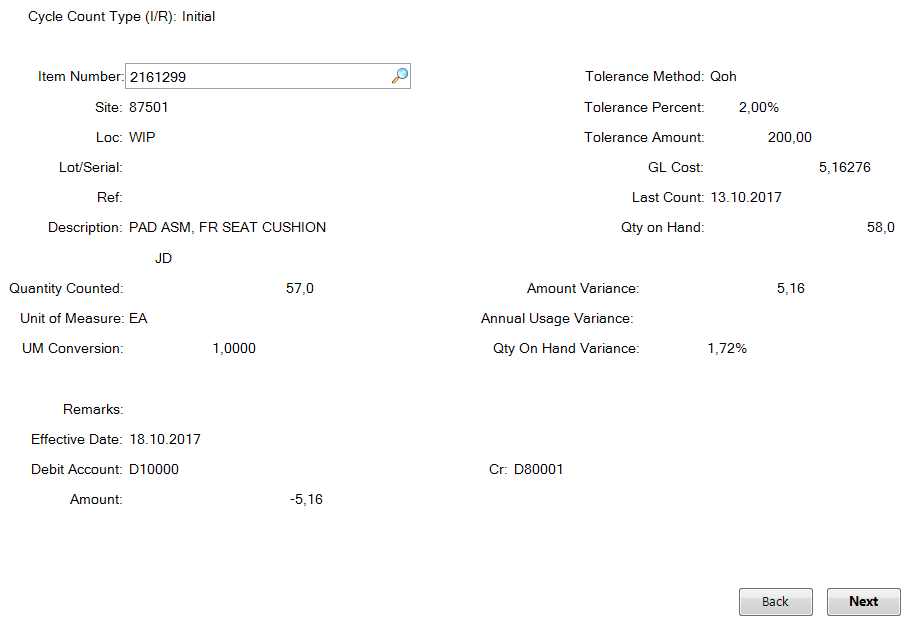 Cycle Count Type (I/R): Initial
Item Number: 2161299 Tolerance Method: Qoh
Site: 87501 Tolerance Percent: 2,00%
Loc: WIP Tolerance Amount: 200,00
Lot/Serial: GL Cost: 5,16276
Ref: Last Count: 13.10.2017
Description: PAD ASM, FR SEAT CUSHION Qty on Hand: 58,0
JD
Quantity Counted: 57,0 Amount Variance: 5,16
Unit of Measure: EA Annual Usage Variance:
UM Conversion: 1,0000 Qty On Hand Variance: 1,72%
Remarks:
Effective Date: 18.10.2017
Debit Account: D10000 Cr: D80001
Amount: -5,16
Back Next